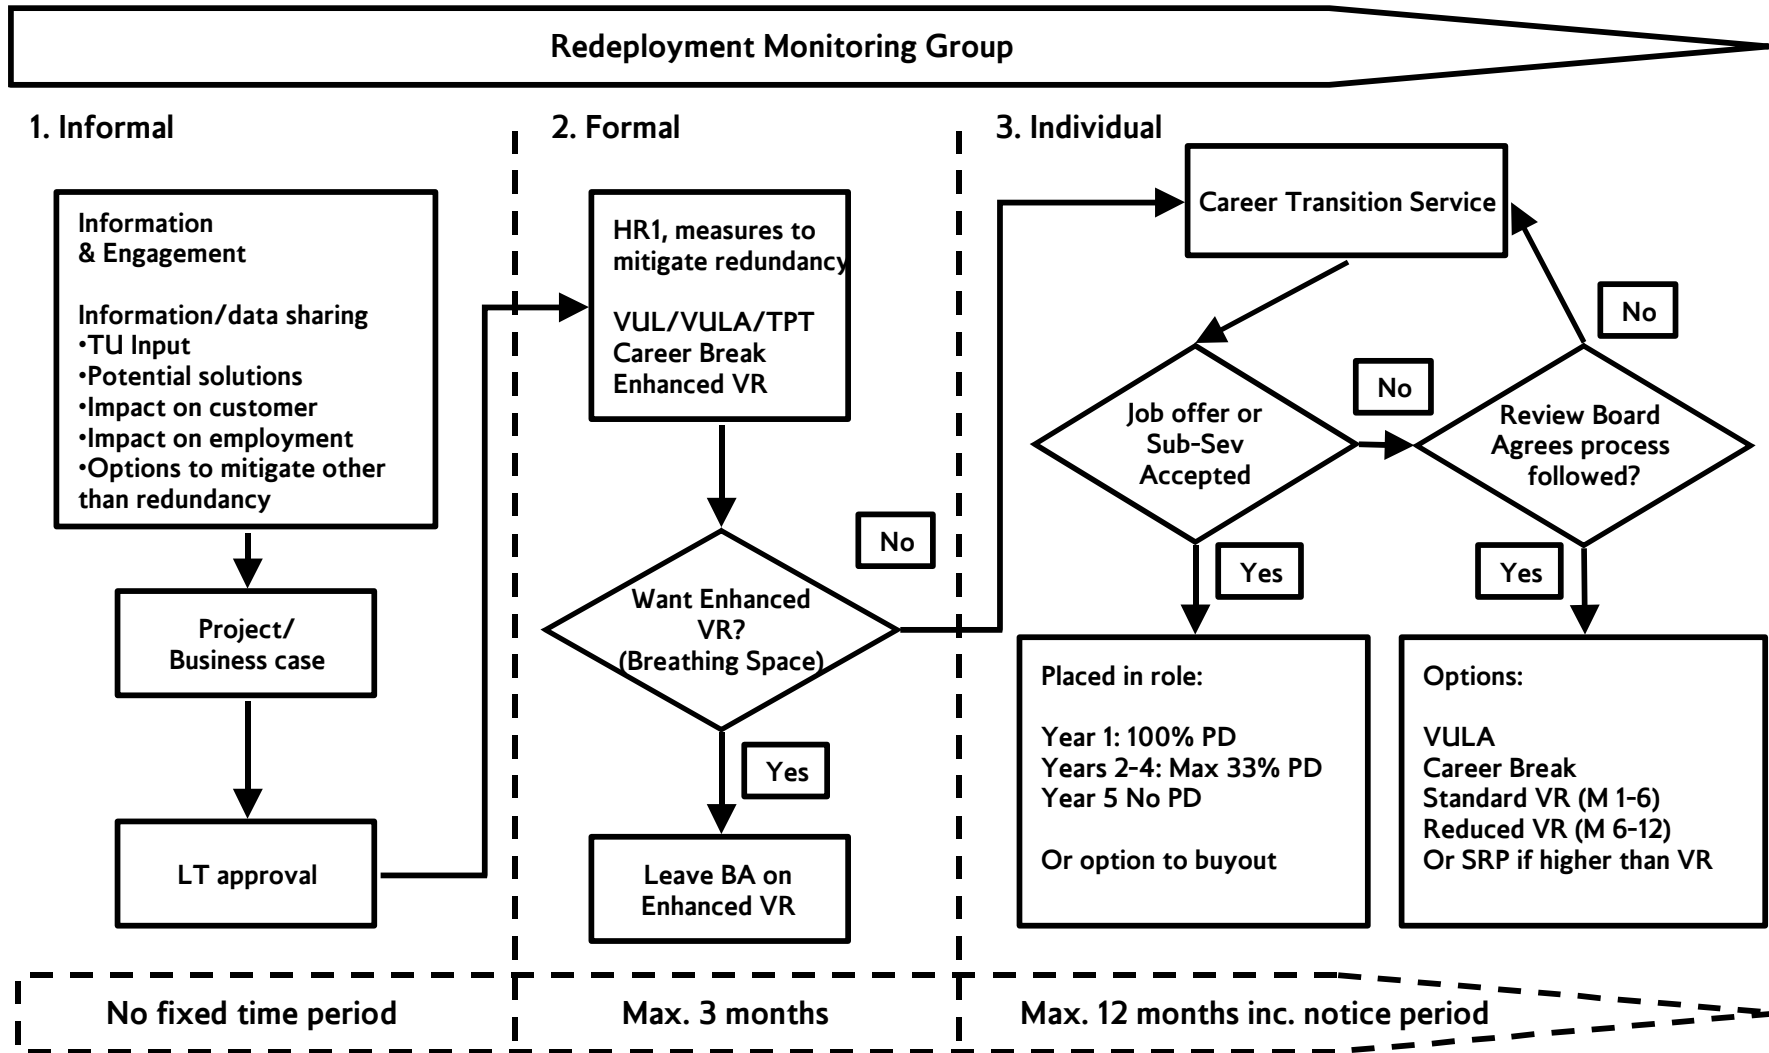 Redeployment Monitoring Group
1. Informal
Information
& Engagement
Information/data sharing
•TU Input
•Potential solutions
•Impact on customer
•Impact on employment
•Options to mitigate other
than redundancy
Project/
Business case
LT approval
No fixed time period
2. Formal
HR1, measures to
mitigate redundancy
VUL/VULA/TPT
Career Break
Enhanced VR
Want Enhanced
VR?
(Breathing Space)
No
Yes
Leave BA on
Enhanced VR
Max. 3 months
3. Individual
Career Transition Service
Job offer or
Sub-Sev
Accepted
No
Review Board
Agrees process
followed?
No
Yes
Placed in role:
Year 1: 100% PD
Years 2-4: Max 33% PD
Year 5 No PD
Or option to buyout
Yes
Options:
VULA
Career Break
Standard VR (M 1-6)
Reduced VR (M 6-12)
Or SRP if higher than VR
Max. 12 months inc. notice period